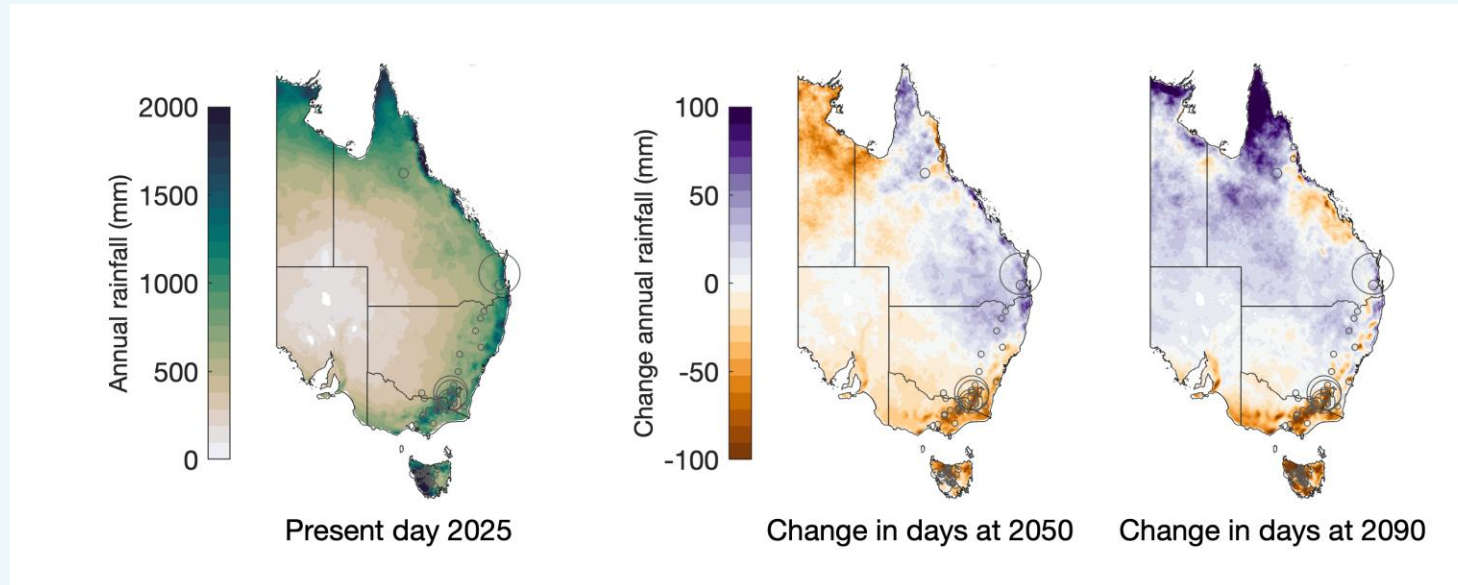 Annual rainfall (mm)
2000
1500
1000
500
0
Present day 2025
Change annual rainfall (mm)
100
50
0
-50
-100
Change in days at 2050
Change in days at 2090